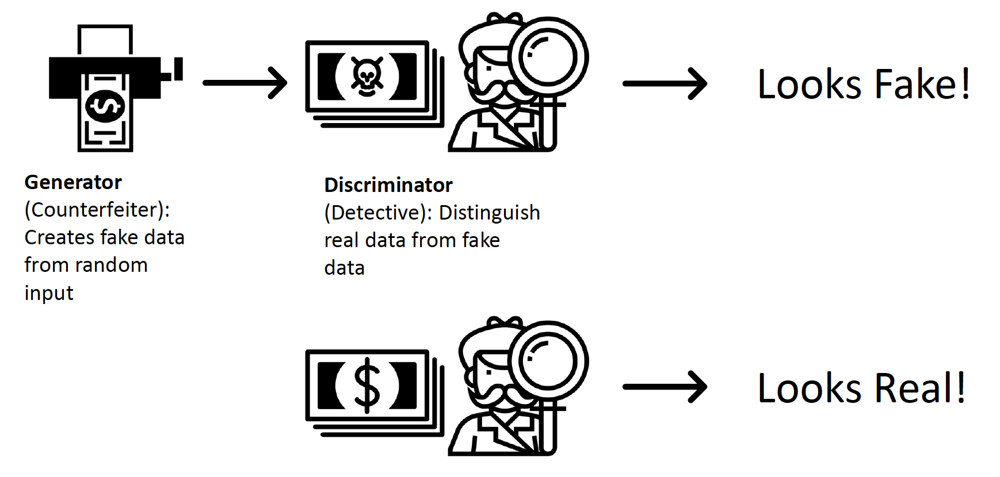 Looks Fake!
Generator
(Counterfeiter):
Creates fake data
from random
input
Discriminator
(Detective): Distinguish
real data from fake
data
$
$
Looks Real!